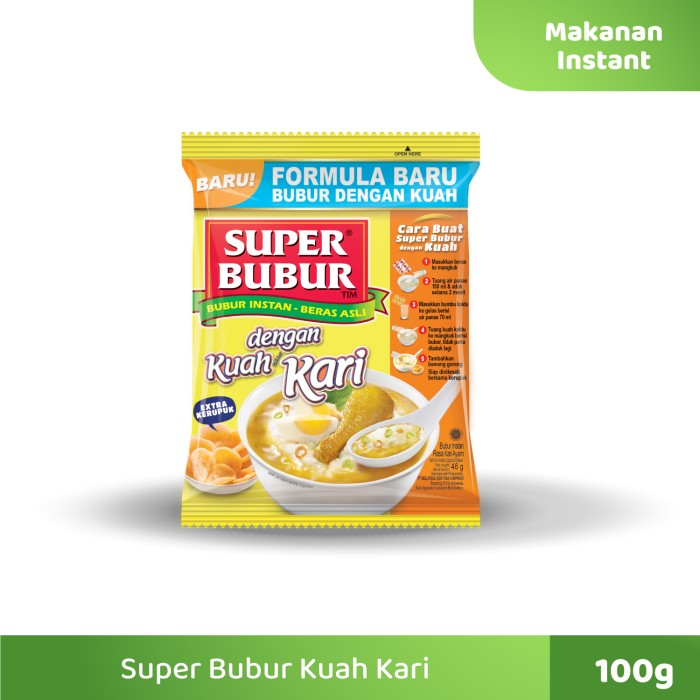 Makanan
Instant
OPEN HERE
BARU!
FORMULA BARU
BUBUR DENGAN KUAH
SUPER
BUBUR
®
TIM
BUBUR INSTAN - BERAS ASLI
dengan
Kuah Kari
EXTRA
KERUPUK
Cara Buat
Super Bubur
dengan
Kuah
1 Masukkan beras
ke mangkuk
2 Tuang air panas
150 ml & aduk
selama 2 menit
3 Masukkan bumbu kaldu
ke gelas berisi
air panas 70 ml
4 Tuang kuah kaldu
ke mangkuk berisi
bubur, tidak perlu
diaduk lagi
5 Tambahkan
bawang goreng
Siap dinikmati
bersama kerupuk
Bubur Instan
Rasa Kari Ayam
46 g
Super Bubur Kuah Kari
100g